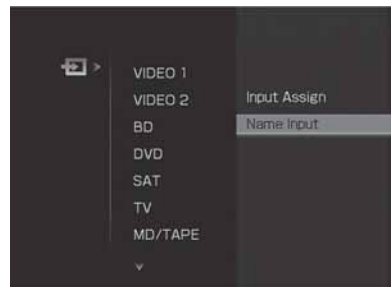 VIDEO 1
VIDEO 2
BD
DVD
SAT
TV
MD/TAPE
Input Assign
Name Input